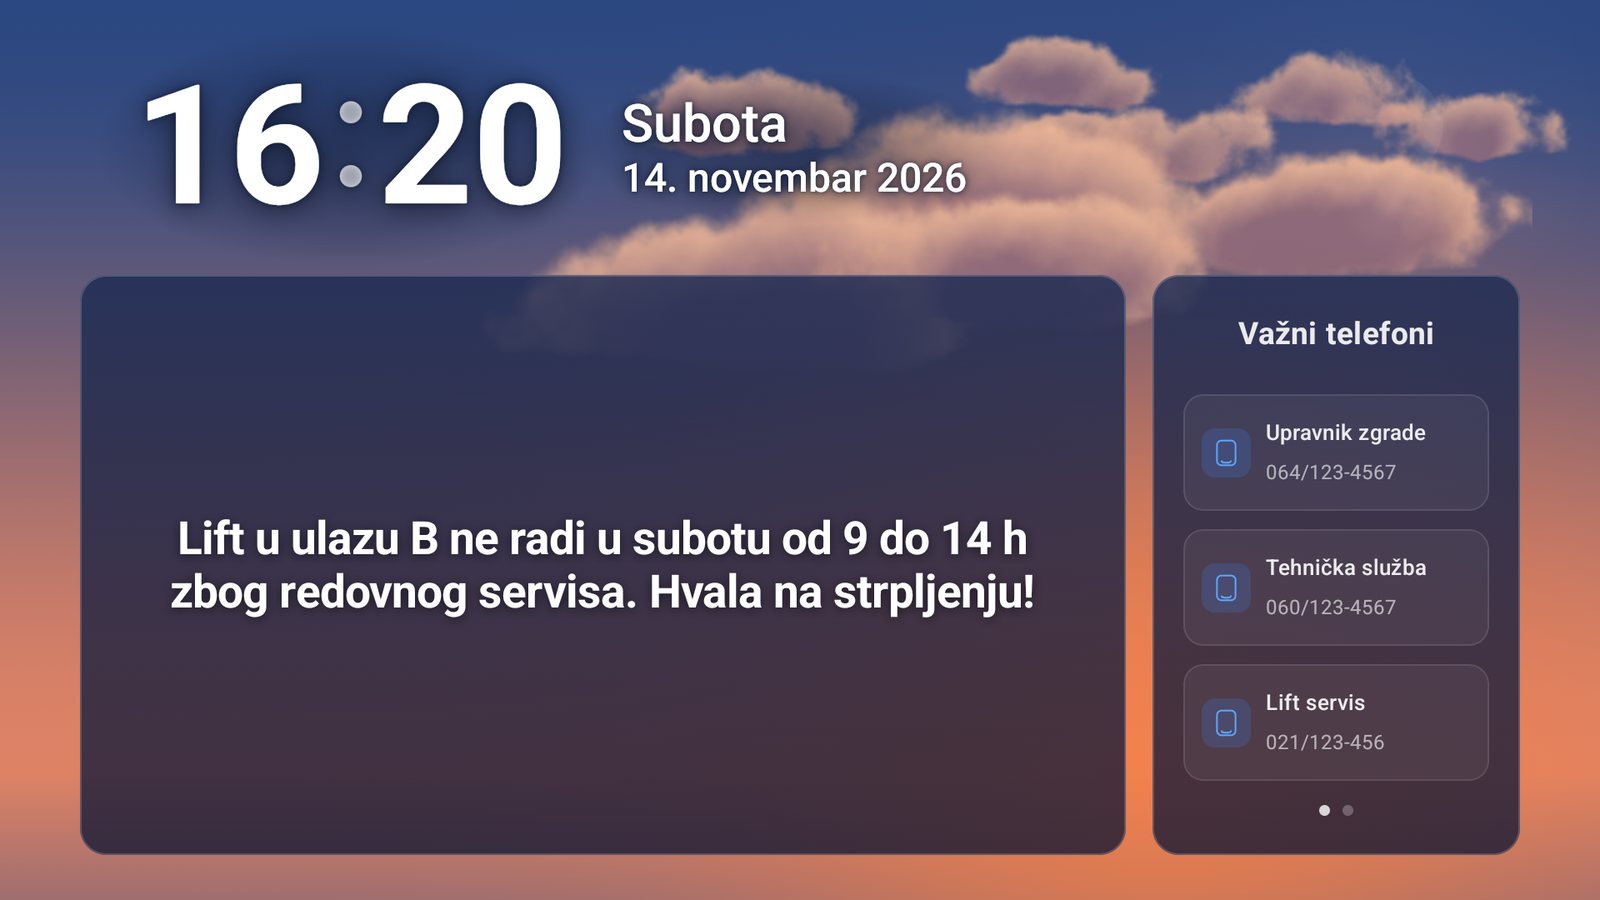 16:20
Subota
14. novembar 2026
Lift u ulazu B ne radi u subotu od 9 do 14 h
zbog redovnog servisa. Hvala na strpljenju!
Važni telefoni
Upravnik zgrade
064/123-4567
Tehnička služba
060/123-4567
Lift servis
021/123-456